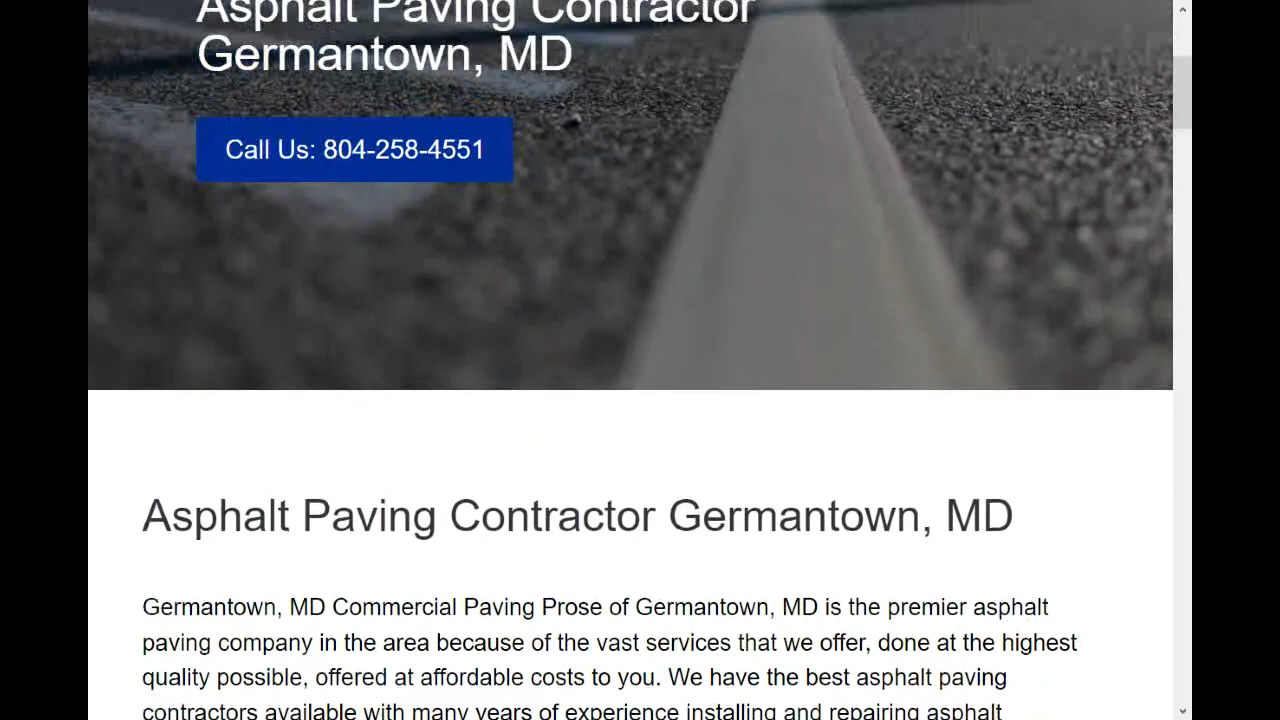 Asphalt Paving Contractor
Germantown, MD
Call Us: 804-258-4551
Asphalt Paving Contractor Germantown, MD
Germantown, MD Commercial Paving Prose of Germantown, MD is the premier asphalt
paving company in the area because of the vast services that we offer, done at the highest
quality possible, offered at affordable costs to you. We have the best asphalt paving
contractors available with many years of experience installing and repairing asphalt